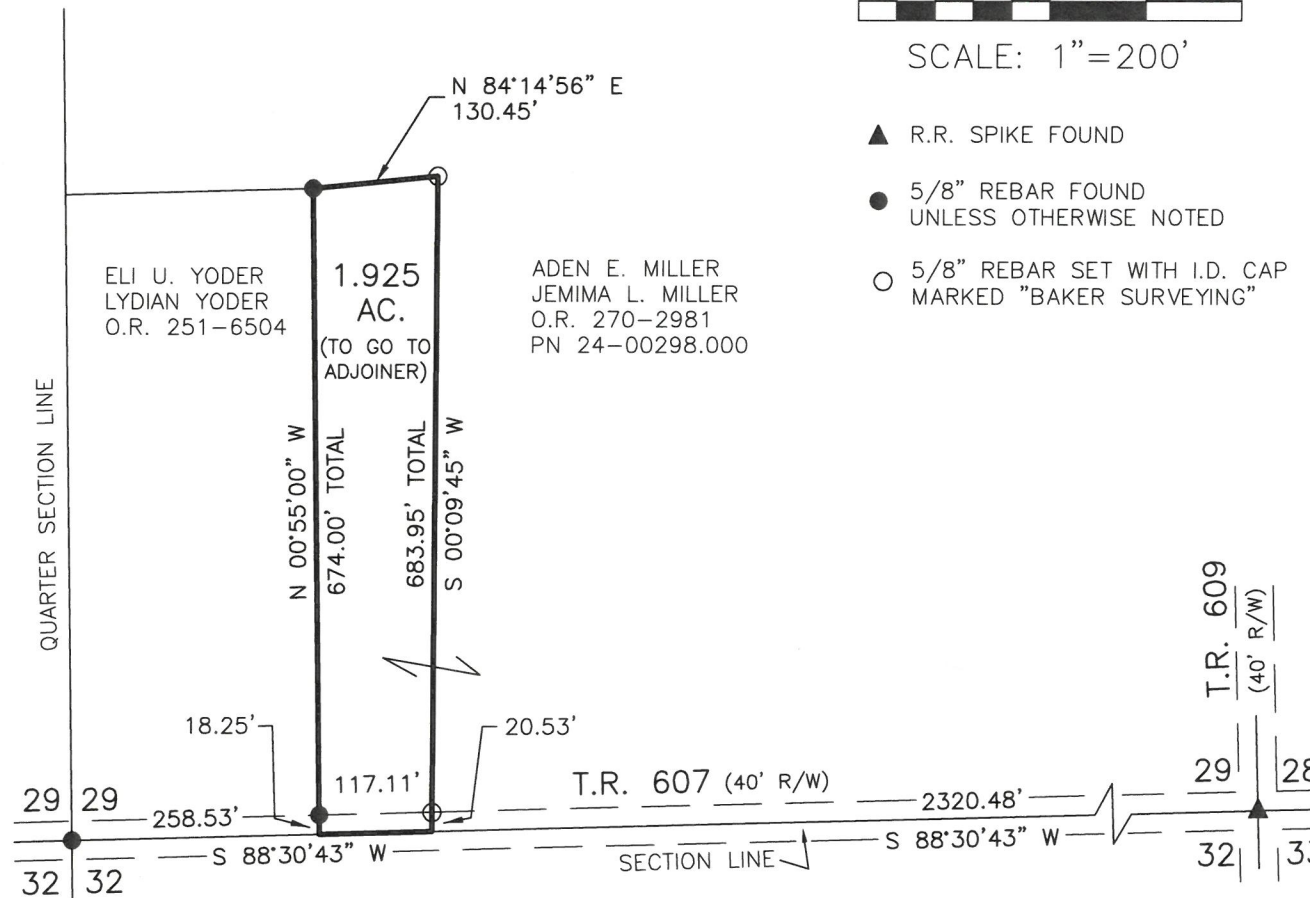 SCALE: 1"=200'
N 84°14'56" E
130.45'
R.R. SPIKE FOUND
5/8" REBAR FOUND
UNLESS OTHERWISE NOTED
5/8" REBAR SET WITH I.D. CAP
MARKED "BAKER SURVEYING"
ELI U. YODER
LYDIAN YODER
O.R. 251-6504
1.925
AC.
(TO GO TO
ADJOINER)
ADEN E. MILLER
JEMIMA L. MILLER
O.R. 270-2981
PN 24-00298.000
QUARTER SECTION LINE
N 00°55'00" W
674.00' TOTAL
683.95' TOTAL
S 00°09'45" W
T.R. 609
(40' R/W)
18.25'
20.53'
117.11'
T.R. 607 (40' R/W)
29 29
258.53'
2320.48'
29 28
S 88°30'43" W
SECTION LINE
S 88°30'43" W
32 32
32 33